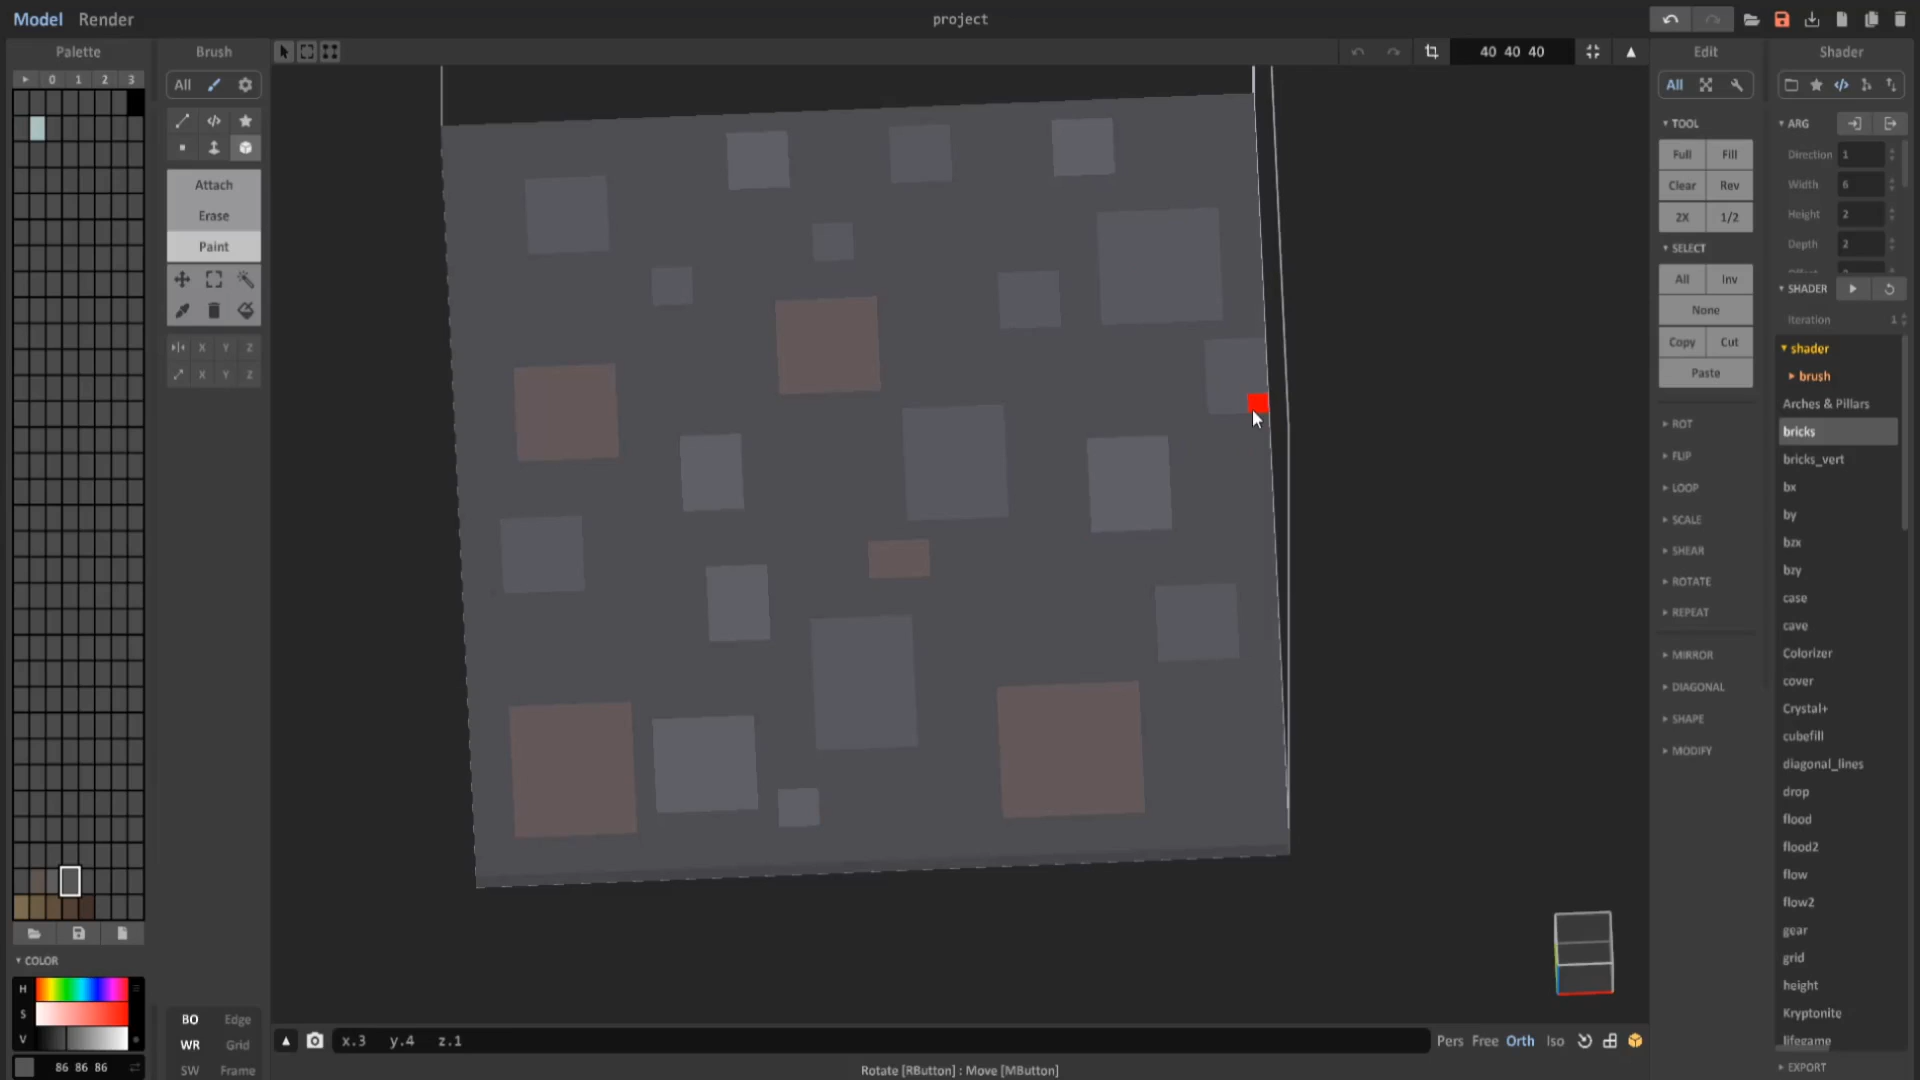 Model Render
project
Palette
Brush
40 40 40
Edit
Shader
0 1 2 3
All
All
TOOL
ARG
Full Fill
Direction 1
Attach
Clear Rev
Width 6
Erase
2X 1/2
Height 2
Paint
SELECT
Depth 2
All Inv
SHADER
None
Iteration 1
X Y Z
Copy Cut
shader
X Y Z
Paste
brush
Arches & Pillars
ROT
bricks
FLIP
bricks_vert
LOOP
bx
SCALE
by
SHEAR
bzx
ROTATE
bzy
REPEAT
case
cave
MIRROR
Colorizer
DIAGONAL
cover
SHAPE
Crystal+
MODIFY
cubefill
diagonal_lines
drop
flood
flood2
flow
flow2
gear
grid
height
Kryptonite
lifegame
EXPORT
COLOR
H
S
V
86 86 86
BO Edge
WR Grid
SW Frame
x.3 y.4 z.1
Pers Free Orth Iso
Rotate [RButton] : Move [MButton]